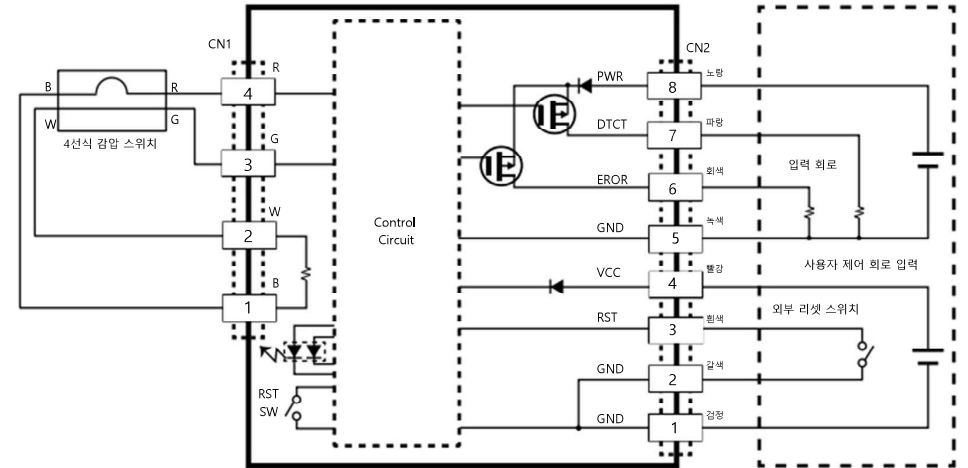 CN1
R
4
G
3
W
2
B
1
B
R
W
G
4선식 감압 스위치
RST
SW
Control
Circuit
CN2
PWR
8
노랑
DTCT
7
파랑
EROR
6
회색
GND
5
녹색
VCC
4
빨강
RST
3
흰색
GND
2
갈색
GND
1
검정
입력 회로
사용자 제어 회로 입력
외부 리셋 스위치